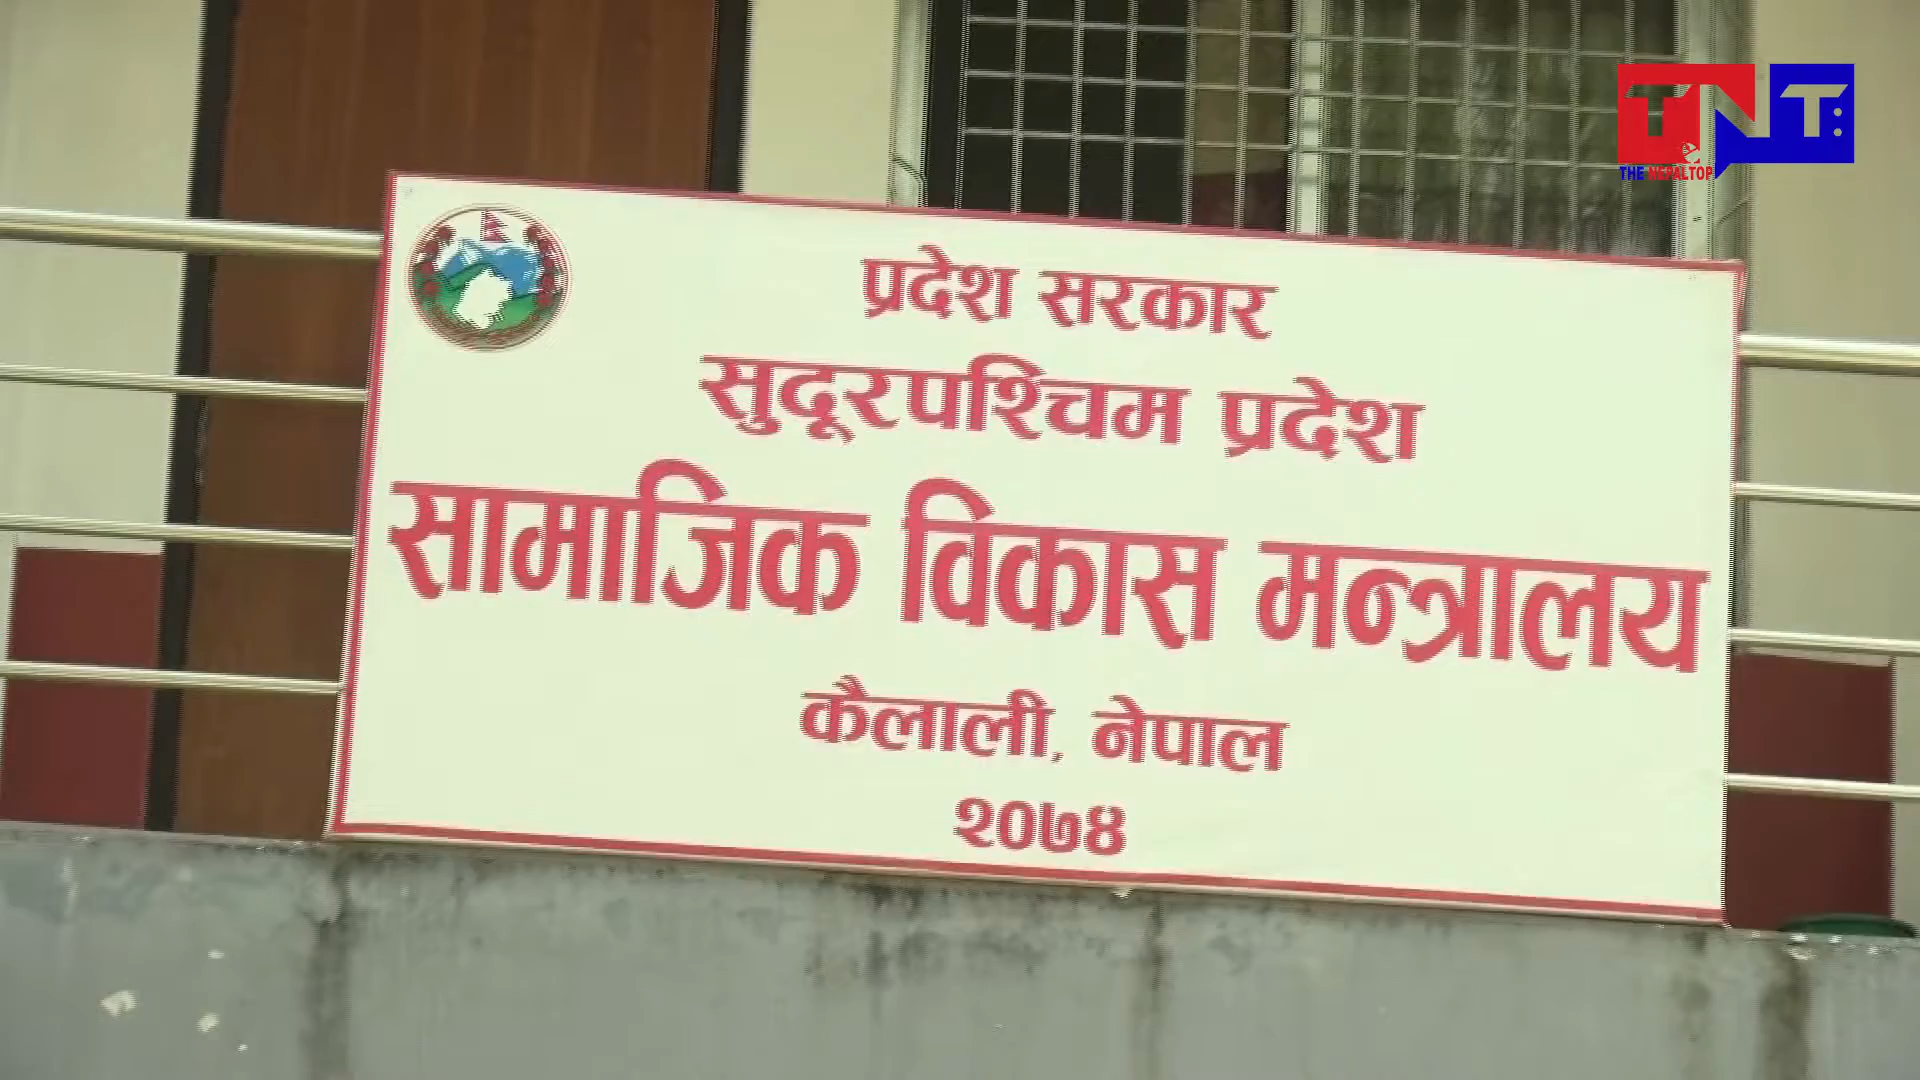 प्रदेश सरकार
सुदूरपश्चिम प्रदेश
सामाजिक विकास मन्त्रालय
कैलाली, नेपाल
२०७४
TNT:
THE NEPALTOP